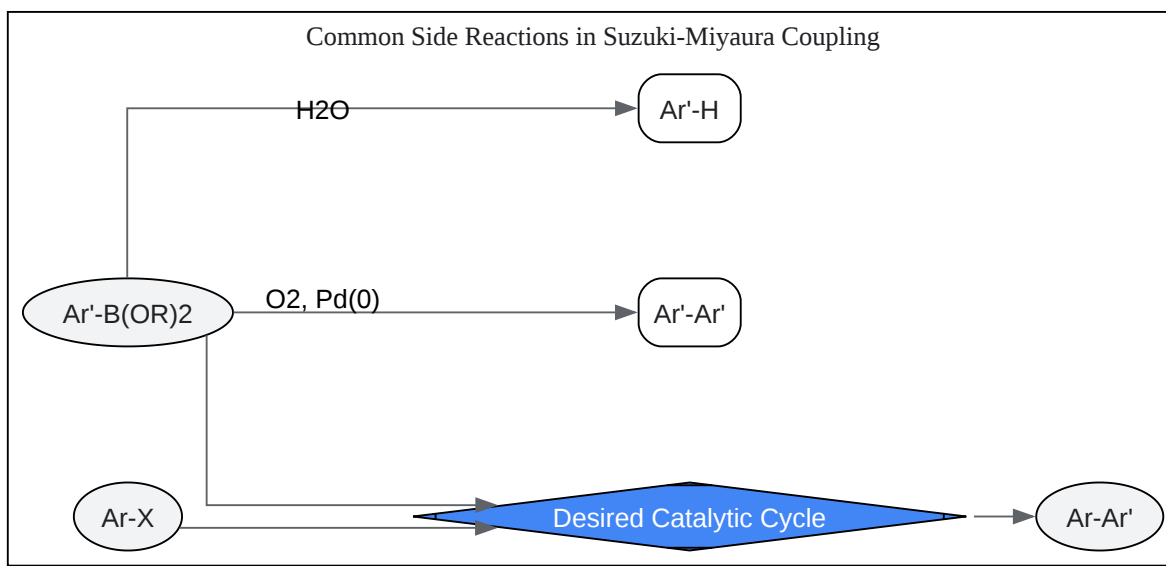 Common Side Reactions in Suzuki-Miyaura Coupling
H2O
Ar'-H
Ar'-B(OR)2
O2, Pd(0)
Ar'-Ar'
Ar-X
Desired Catalytic Cycle
Ar-Ar'